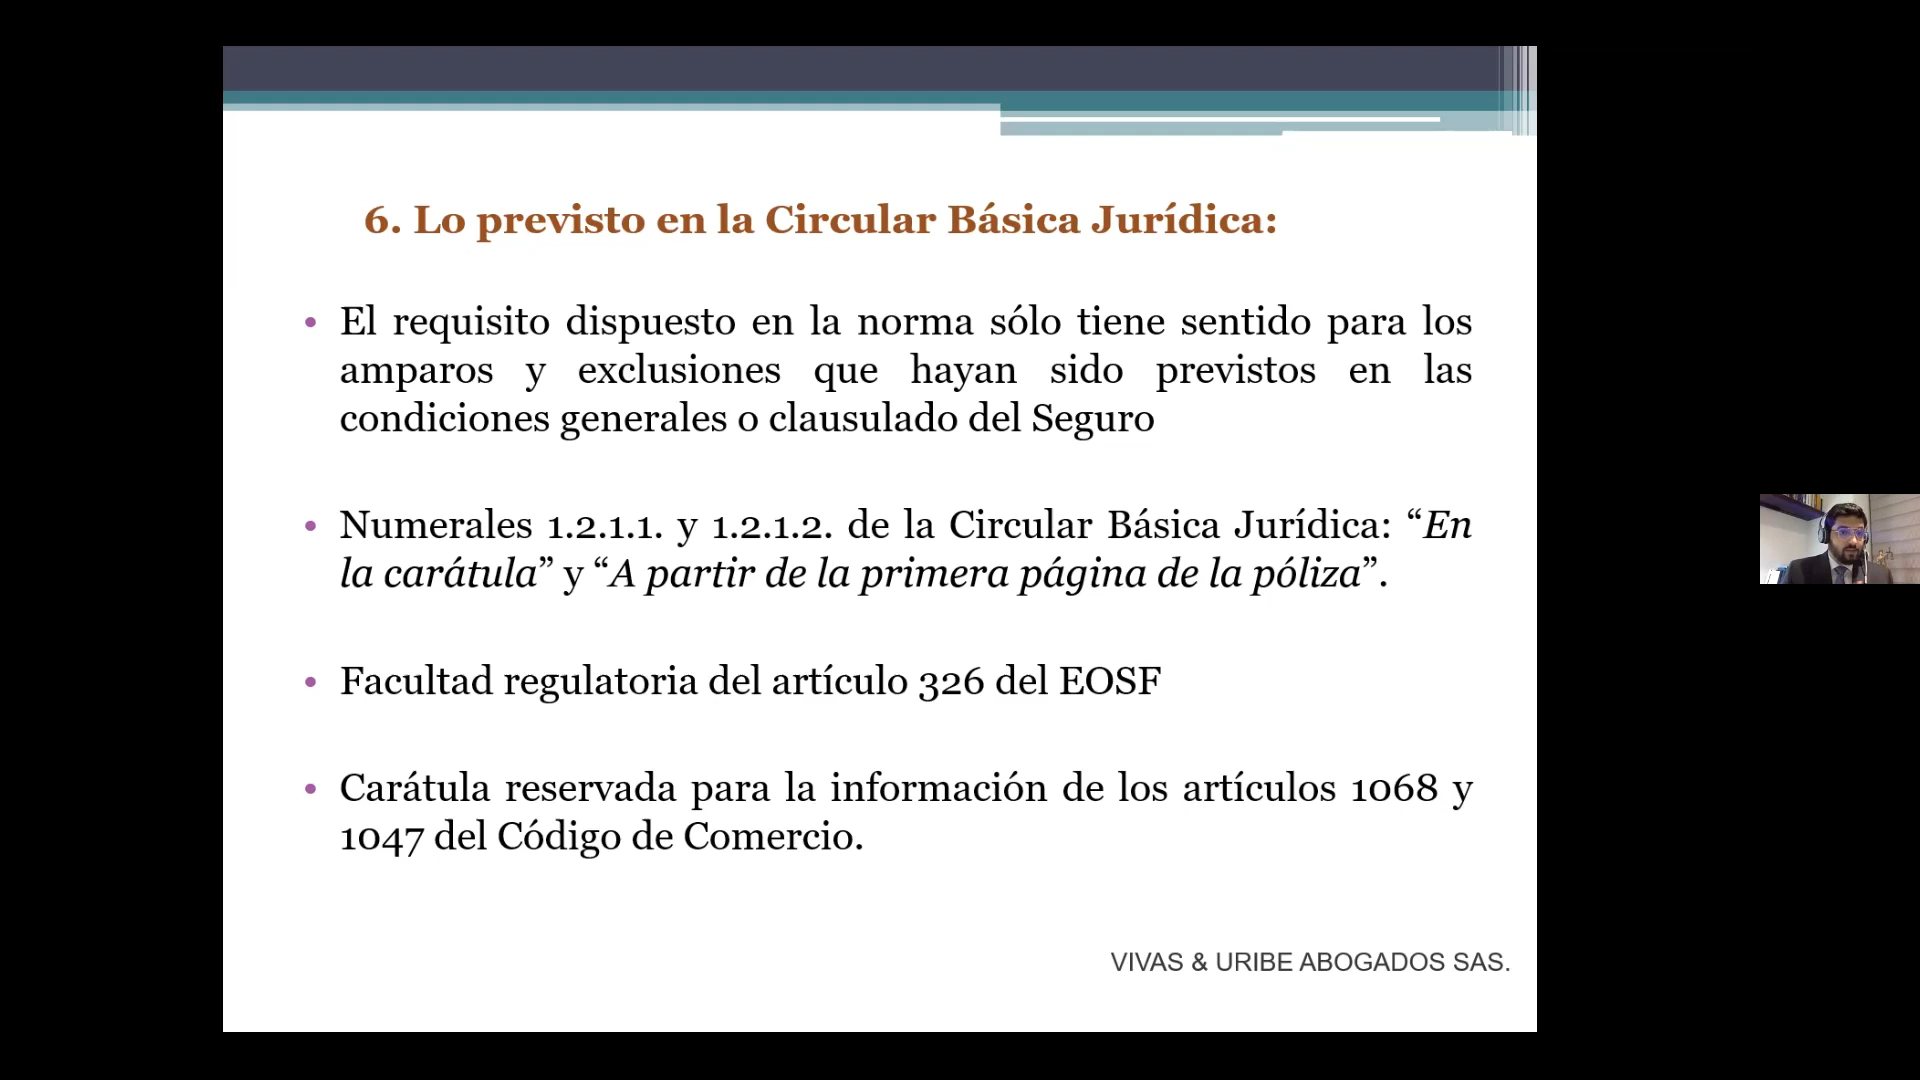 6. Lo previsto en la Circular Básica Jurídica:
• El requisito dispuesto en la norma sólo tiene sentido para los
amparos y exclusiones que hayan sido previstos en las
condiciones generales o clausulado del Seguro
• Numerales 1.2.1.1. y 1.2.1.2. de la Circular Básica Jurídica: “En
la carátula” y “A partir de la primera página de la póliza”.
• Facultad regulatoria del artículo 326 del EOSF
• Carátula reservada para la información de los artículos 1068 y
1047 del Código de Comercio.
VIVAS & URIBE ABOGADOS SAS.